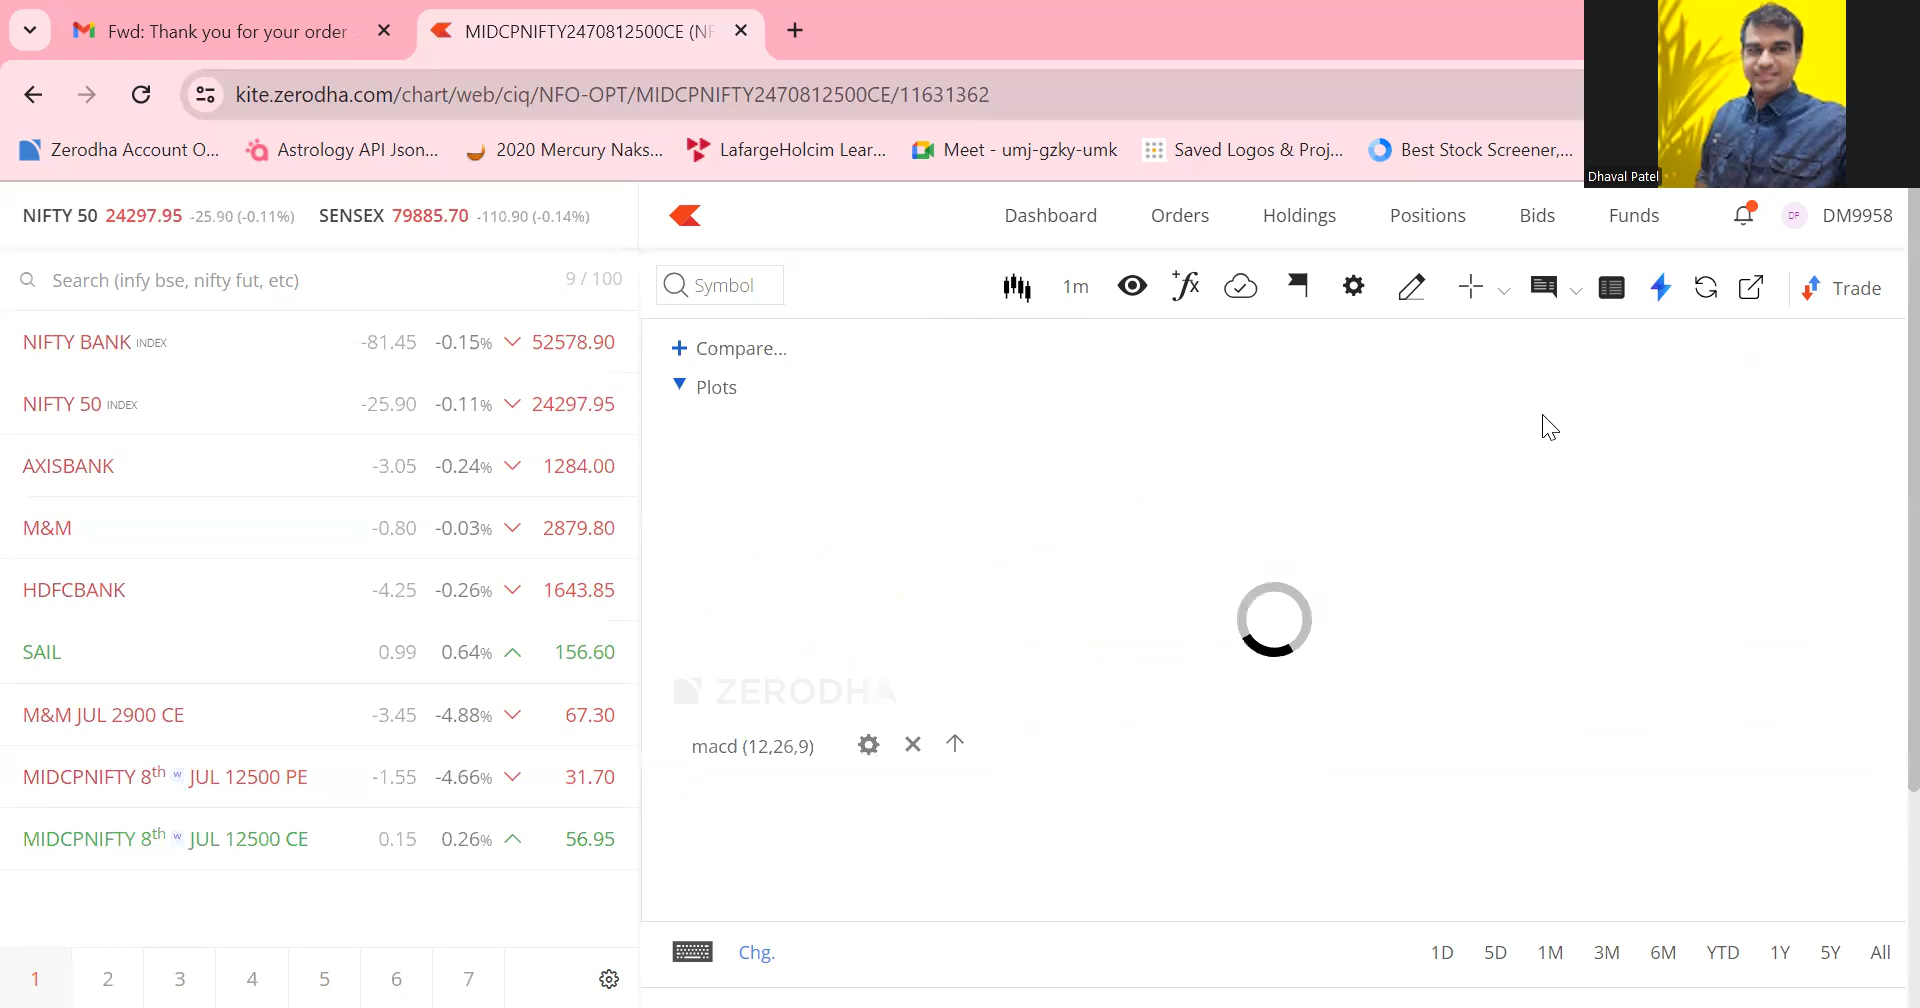 Fwd: Thank you for your order
MIDCPNIFTY2470812500CE (NF
kite.zerodha.com/chart/web/ciq/NFO-OPT/MIDCPNIFTY2470812500CE/11631362
Zerodha Account O... Astrology API Json... 2020 Mercury Naks... LafargeHolcim Lear... Meet - umj-gzky-umk Saved Logos & Proj... Best Stock Screener,...
Dhaval Patel
NIFTY 50 24297.95 -25.90 (-0.11%) SENSEX 79885.70 -110.90 (-0.14%)
Dashboard Orders Holdings Positions Bids Funds DP DM9958
Search (infy bse, nifty fut, etc) 9 / 100
Symbol 1m Trade
NIFTY BANK INDEX -81.45 -0.15% 52578.90
NIFTY 50 INDEX -25.90 -0.11% 24297.95
AXISBANK -3.05 -0.24% 1284.00
M&M -0.80 -0.03% 2879.80
HDFCBANK -4.25 -0.26% 1643.85
SAIL 0.99 0.64% 156.60
M&M JUL 2900 CE -3.45 -4.88% 67.30
MIDCPNIFTY 8th w JUL 12500 PE -1.55 -4.66% 31.70
MIDCPNIFTY 8th w JUL 12500 CE 0.15 0.26% 56.95
1 2 3 4 5 6 7
+ Compare...
Plots
ZERODHA
macd (12,26,9)
Chg. 1D 5D 1M 3M 6M YTD 1Y 5Y All